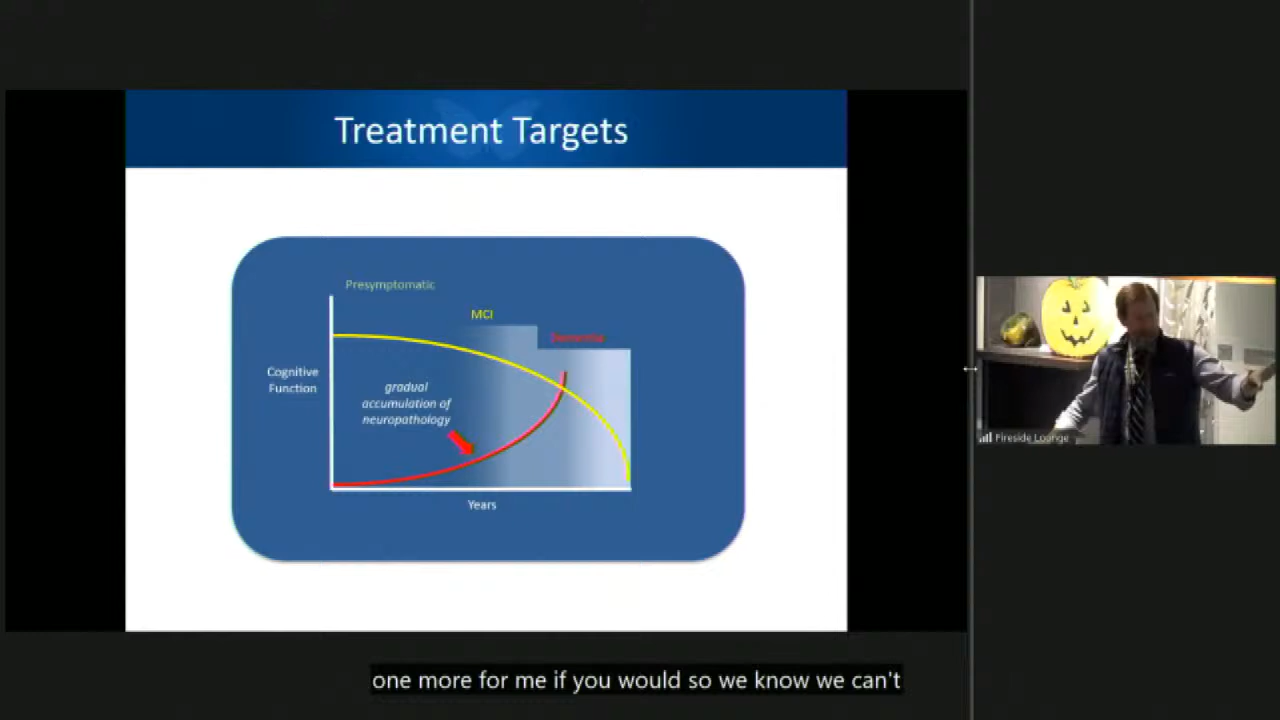 Treatment Targets
Presymptomatic
MCI
Dementia
Cognitive
Function
gradual
accumulation of
neuropathology
Years
Fireside Lounge
one more for me if you would so we know we can't